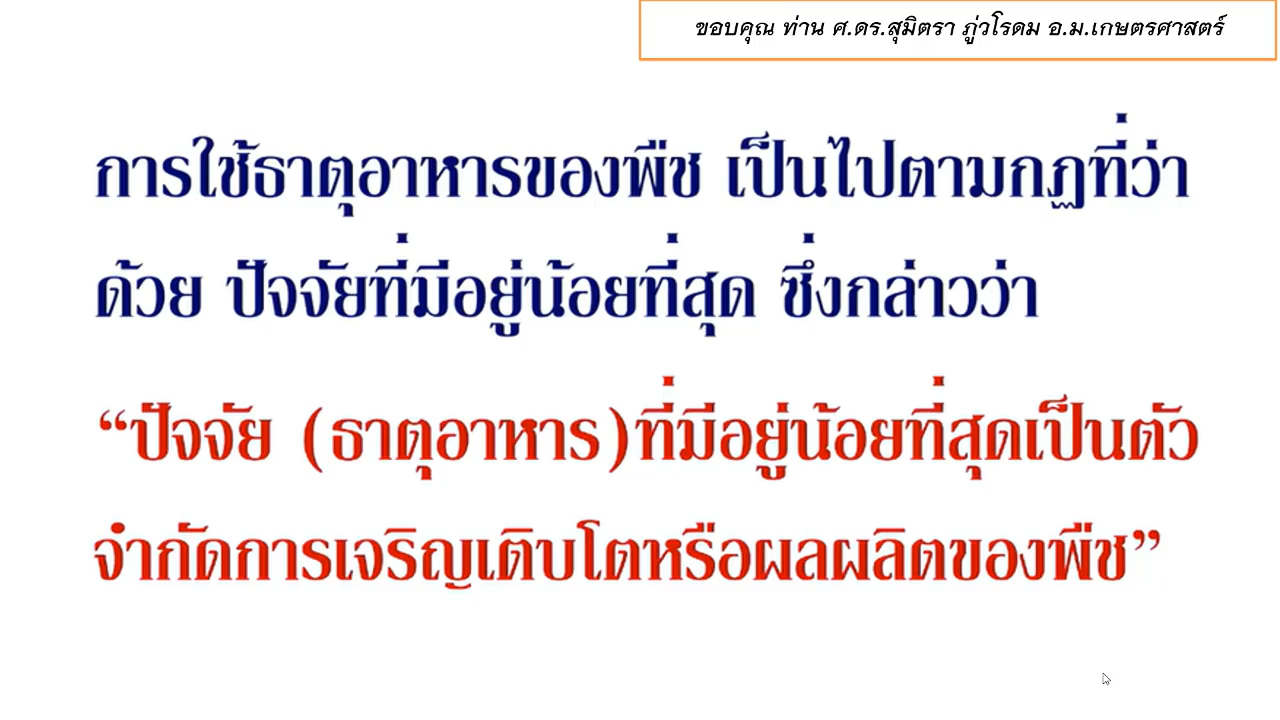 ขอบคุณ ท่าน ศ.ดร.สุมิตรา ภู่วโรดม อ.ม.เกษตรศาสตร์
การใช้ธาตุอาหารของพืช เป็นไปตามกฏที่ว่า
ด้วย ปัจจัยที่มีอยู่น้อยที่สุด ซึ่งกล่าวว่า
“ปัจจัย (ธาตุอาหาร)ที่มีอยู่น้อยที่สุดเป็นตัว
จำกัดการเจริญเติบโตหรือผลผลิตของพืช”